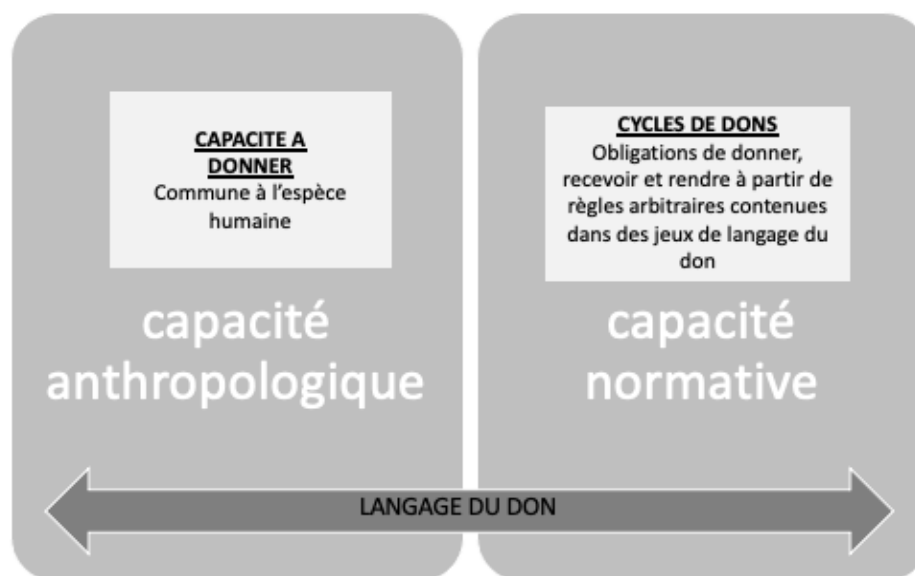 CAPACITE A
DONNER
Commune à l'espèce
humaine
capacité
anthropologique
CYCLES DE DONS
Obligations de donner,
recevoir et rendre à partir de
règles arbitraires contenues
dans des jeux de langage du
don
capacité
normative
LANGAGE DU DON